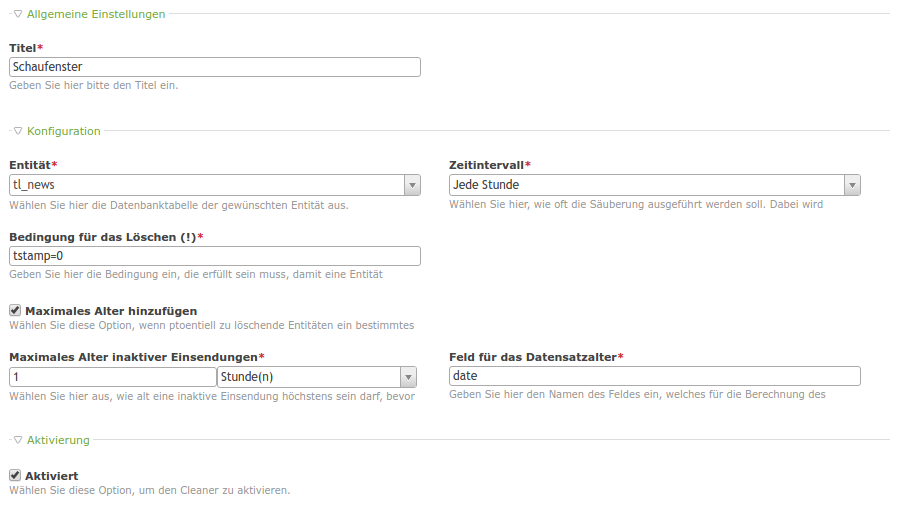 Allgemeine Einstellungen
Titel*
Schaufenster
Geben Sie hier bitte den Titel ein.
Konfiguration
Entität*
tl_news
Wählen Sie hier die Datenbanktabelle der gewünschten Entität aus.
Zeitintervall*
Jede Stunde
Wählen Sie hier, wie oft die Säuberung ausgeführt werden soll. Dabei wird
Bedingung für das Löschen (!)*
tstamp=0
Geben Sie hier die Bedingung ein, die erfüllt sein muss, damit eine Entität
Maximales Alter hinzufügen
Wählen Sie diese Option, wenn ptoentiell zu löschende Entitäten ein bestimmtes
Maximales Alter inaktiver Einsendungen*
1 Stunde(n)
Wählen Sie hier aus, wie alt eine inaktive Einsendung höchstens sein darf, bevor
Feld für das Datensatzalter*
date
Geben Sie hier den Namen des Feldes ein, welches für die Berechnung des
Aktivierung
Aktiviert
Wählen Sie diese Option, um den Cleaner zu aktivieren.